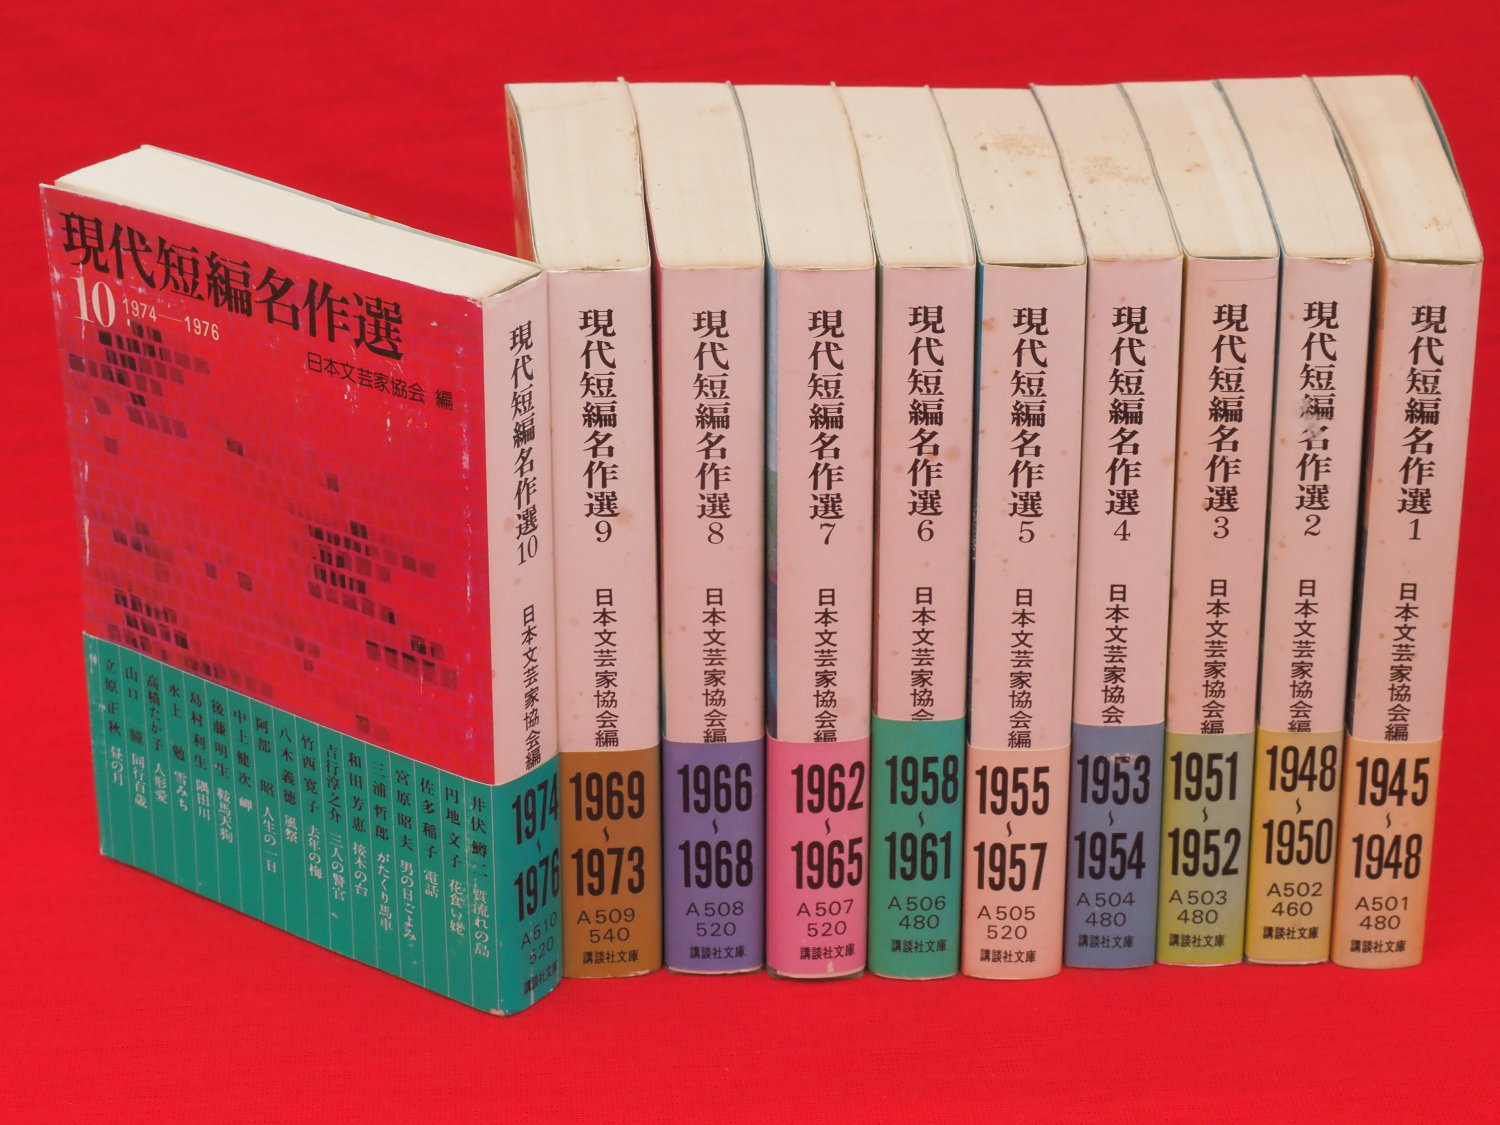 現代短編名作選
10 1974—1976
日本文芸家協会 編
井伏鱒二 質流れの島
円地文子 花食い姥
佐多稲子 電話
宮原昭夫 男の日ごよみ
三浦哲郎 がたくり馬車
和田芳恵 接木の台
吉行淳之介 三人の警官
竹西寛子 去年の梅
八木義徳 風祭
阿部昭 人生の一日
中上健次 岬
後藤明生 鞍馬天狗
島村利生 隅田川
水上勉 雪みち
高橋たか子 人形愛
山口瞳 同行百歳
立原正秋 昼の月
現代短編名作選10 日本文芸家協会編
1974
~
1976
A510
520
講談社文庫
現代短編名作選9 日本文芸家協会編
1969
~
1973
A509
540
講談社文庫
現代短編名作選8 日本文芸家協会編
1966
~
1968
A508
520
講談社文庫
現代短編名作選7 日本文芸家協会編
1962
~
1965
A507
520
講談社文庫
現代短編名作選6 日本文芸家協会
1958
~
1961
A506
480
講談社文庫
現代短編名作選5 日本文芸家協会編
1955
~
1957
A505
520
講談社文庫
現代短編名作選4 日本文芸家協会
1953
~
1954
A504
480
講談社文庫
現代短編名作選3 日本文芸家協会編
1951
~
1952
A503
480
講談社文庫
現代短編名作選2 日本文芸家協会編
1948
~
1950
A502
460
講談社文庫
現代短編名作選1 日本文芸家協会編
1945
~
1948
A501
480
講談社文庫